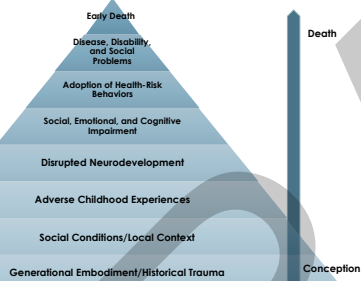 Early Death
Death
Disease, Disability,
and Social
Problems
Adoption of Health-Risk
Behaviors
Social, Emotional, and Cognitive
Impairment
Disrupted Neurodevelopment
Adverse Childhood Experiences
Social Conditions/Local Context
Generational Embodiment/Historical Trauma
Conception